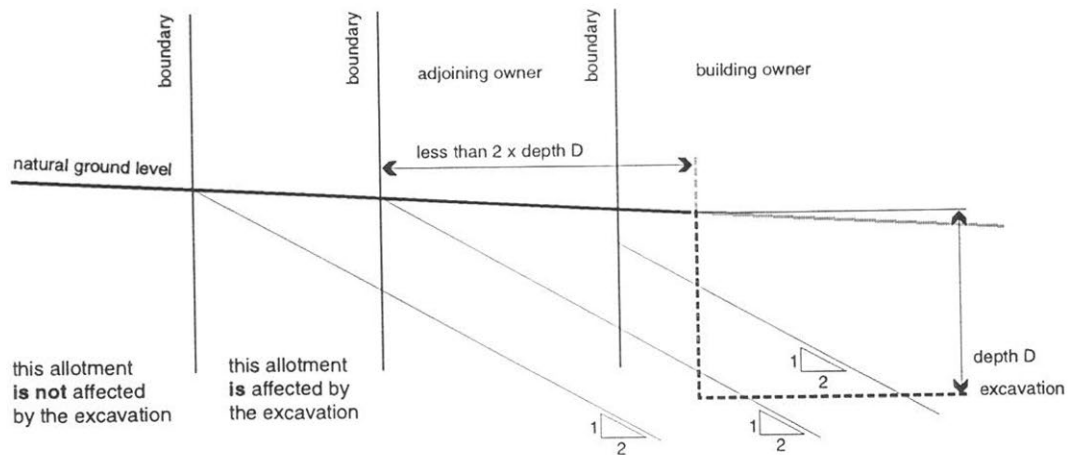 boundary
boundary
boundary
adjoining owner
building owner
less than 2 x depth D
natural ground level
this allotment
is not affected
by the excavation
this allotment
is affected by
the excavation
1
2
1
2
1
2
depth D
excavation